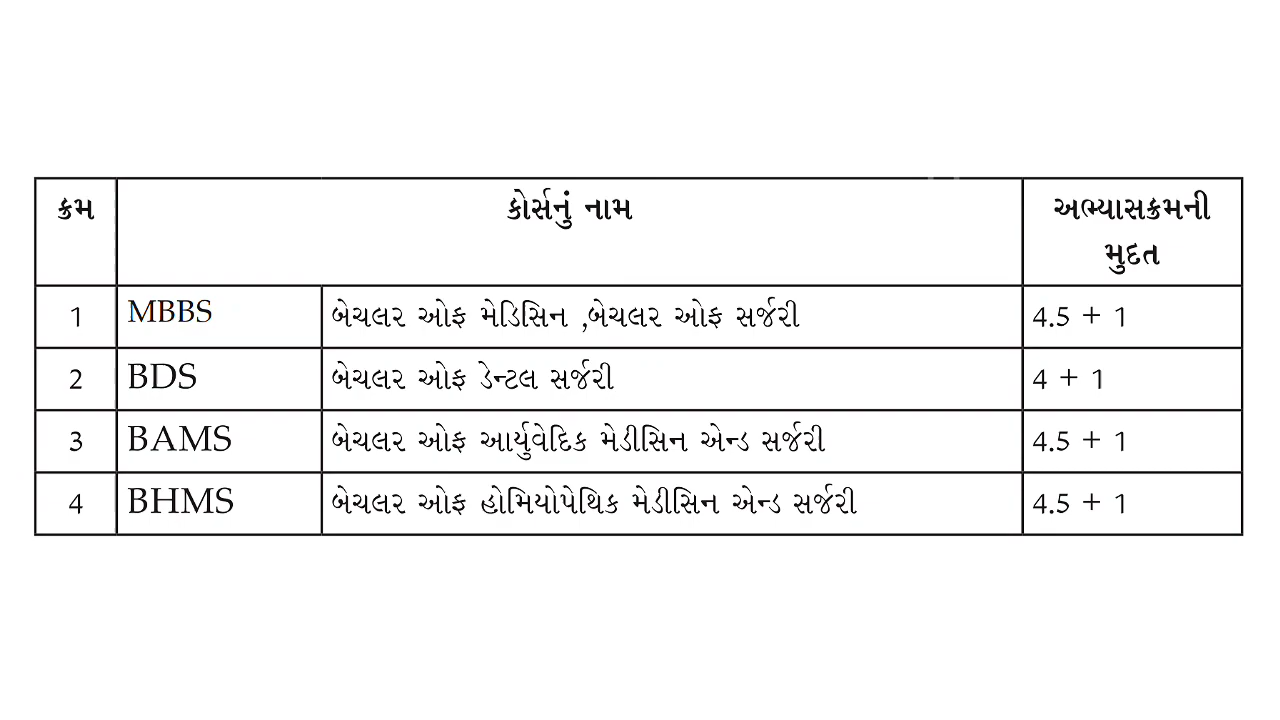 ક્રમ કોર્સનું નામ અભ્યાસક્રમની
મુદત
1 MBBS બેચલર ઓફ મેડિસિન ,બેચલર ઓફ સર્જરી 4.5 + 1
2 BDS બેચલર ઓફ ડેન્ટલ સર્જરી 4 + 1
3 BAMS બેચલર ઓફ આર્યુવેદિક મેડીસિન એન્ડ સર્જરી 4.5 + 1
4 BHMS બેચલર ઓફ હોમિયોપેથિક મેડીસિન એન્ડ સર્જરી 4.5 + 1